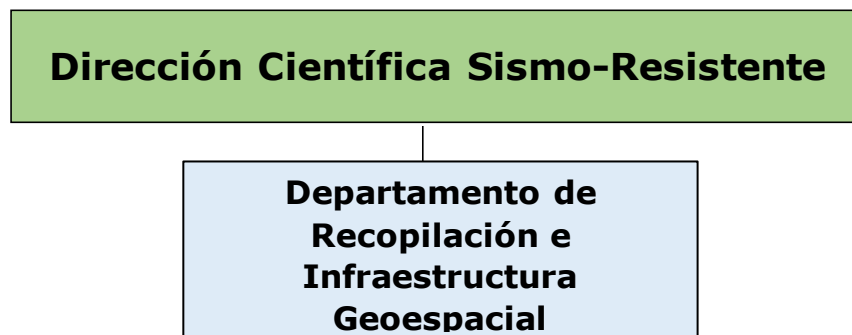 Dirección Científica Sismo-Resistente
Departamento de
Recopilación e
Infraestructura
Geoespacial